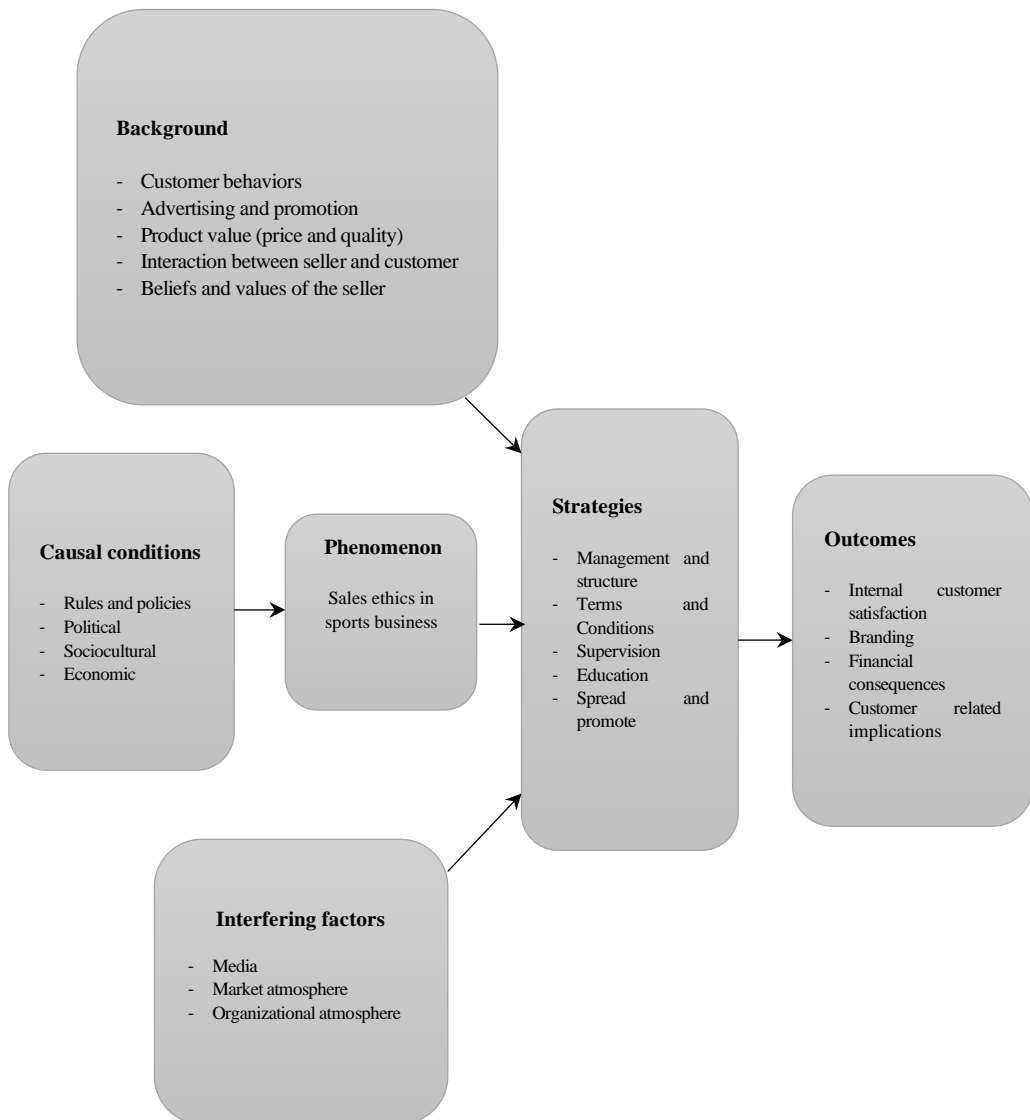 Background
- Customer behaviors
- Advertising and promotion
- Product value (price and quality)
- Interaction between seller and customer
- Beliefs and values of the seller
Causal conditions
- Rules and policies
- Political
- Sociocultural
- Economic
Phenomenon
Sales ethics in
sports business
Strategies
- Management and
structure
- Terms and
Conditions
- Supervision
- Education
- Spread and
promote
Outcomes
- Internal customer
satisfaction
- Branding
- Financial
consequences
- Customer related
implications
Interfering factors
- Media
- Market atmosphere
- Organizational atmosphere